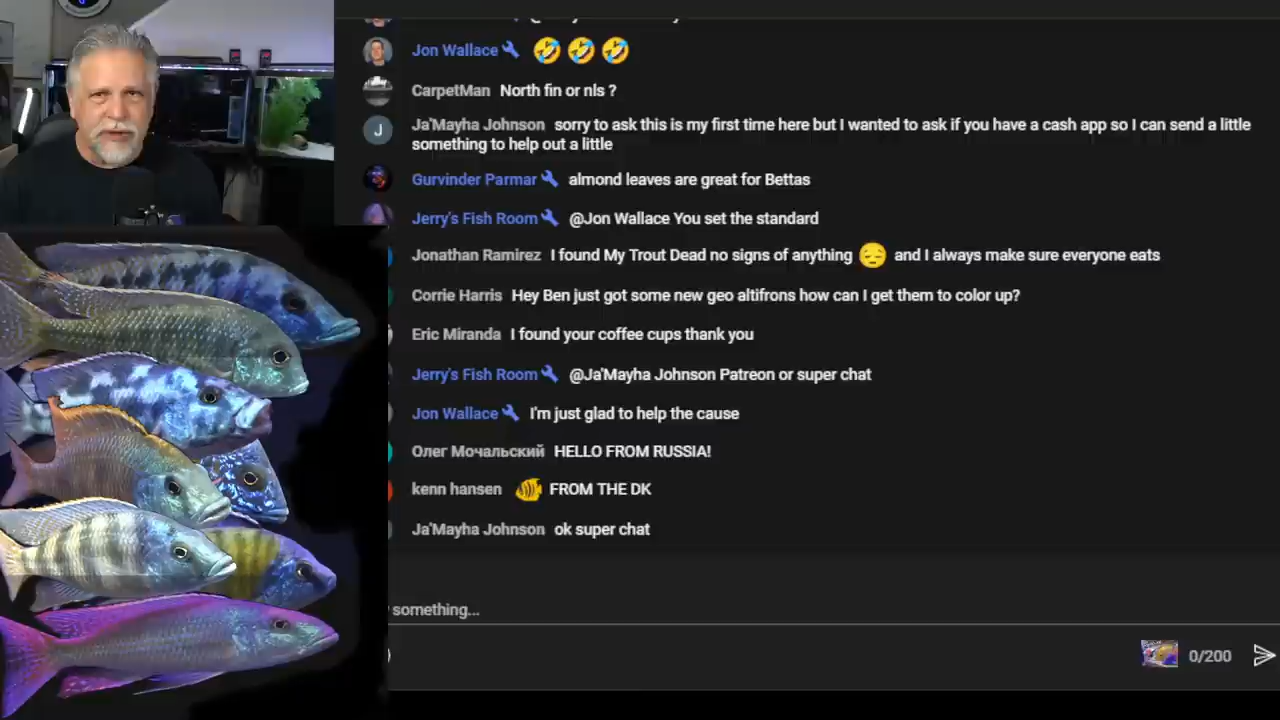 Jon Wallace 🤣 🤣 🤣
CarpetMan North fin or nls ?
Ja'Mayha Johnson sorry to ask this is my first time here but I wanted to ask if you have a cash app so I can send a little
something to help out a little
J
Gurvinder Parmar almond leaves are great for Bettas
Jerry's Fish Room @Jon Wallace You set the standard
Jonathan Ramirez I found My Trout Dead no signs of anything 😔 and I always make sure everyone eats
Corrie Harris Hey Ben just got some new geo altifrons how can I get them to color up?
Eric Miranda I found your coffee cups thank you
Jerry's Fish Room @Ja'Mayha Johnson Patreon or super chat
Jon Wallace I'm just glad to help the cause
Олег Мочальский HELLO FROM RUSSIA!
kenn hansen 🐠 FROM THE DK
Ja'Mayha Johnson ok super chat
something...
0/200